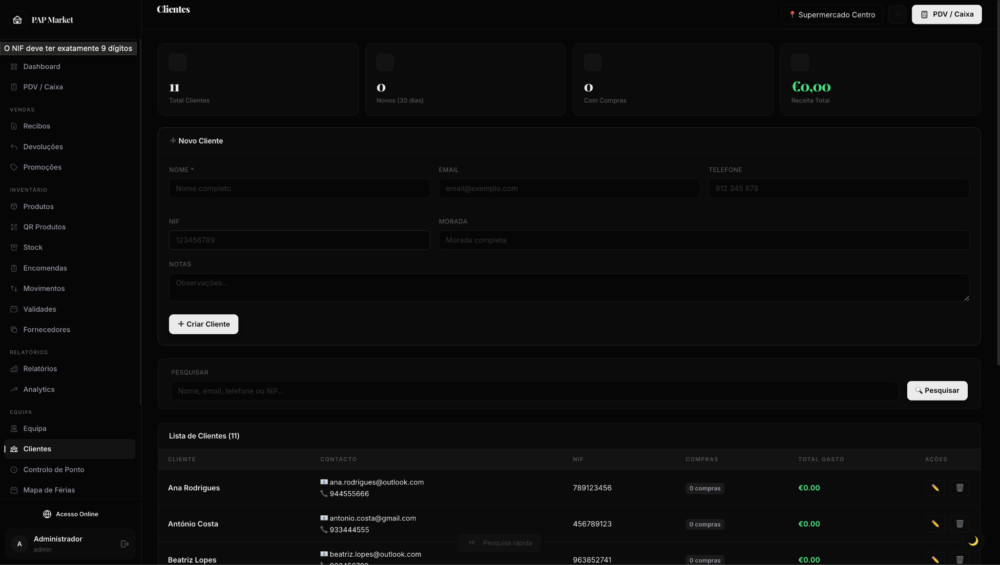 PAP Market
O NIF deve ter exatamente 9 dígitos
Dashboard
PDV / Caixa
VENDAS
Recibos
Devoluções
Promoções
INVENTÁRIO
Produtos
QR Produtos
Stock
Encomendas
Movimentos
Validades
Fornecedores
RELATÓRIOS
Relatórios
Analytics
EQUIPA
Equipa
Clientes
Controlo de Ponto
Mapa de Férias
Acesso Online
A
Administrador
admin
Clientes
Supermercado Centro
PDV / Caixa
11
Total Clientes
0
Novos (30 dias)
0
Com Compras
€0,00
Receita Total
Novo Cliente
NOME * EMAIL TELEFONE
Nome completo email@exemplo.com 912 345 678
NIF MORADA
123456789 Morada completa
NOTAS
Observações...
Criar Cliente
PESQUISAR
Nome, email, telefone ou NIF...
Pesquisar
Lista de Clientes (11)
CLIENTE CONTACTO NIF COMPRAS TOTAL GASTO AÇÕES
ana.rodrigues@outlook.com
Ana Rodrigues 789123456 0 compras €0.00
944555666
antonio.costa@gmail.com
António Costa 456789123 0 compras €0.00
933444555
⌘K Pesquisa rápida
beatriz.lopes@outlook.com
Beatriz Lopes 963852741 0 compras €0.00